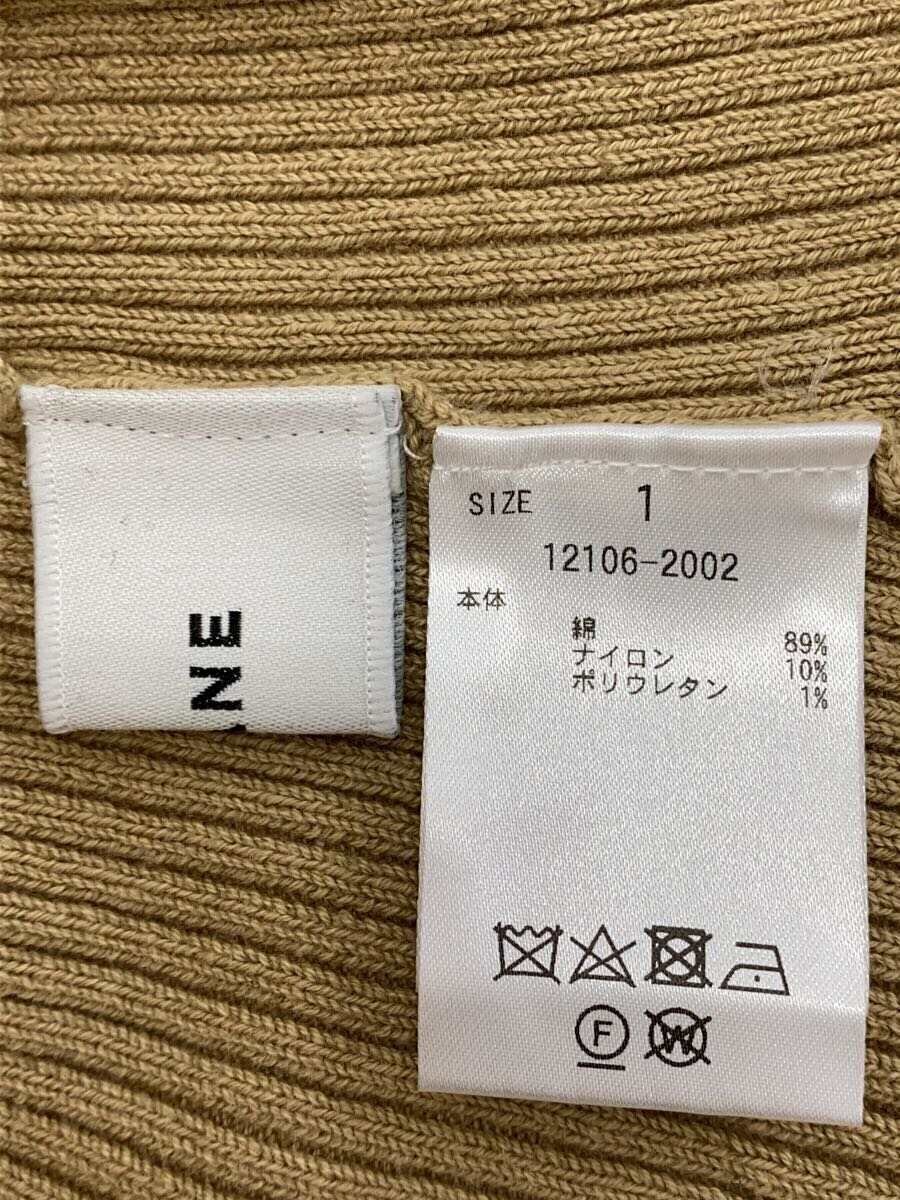 NE
SIZE 1
12106-2002
本体
綿 89%
ナイロン 10%
ポリウレタン 1%
F
W